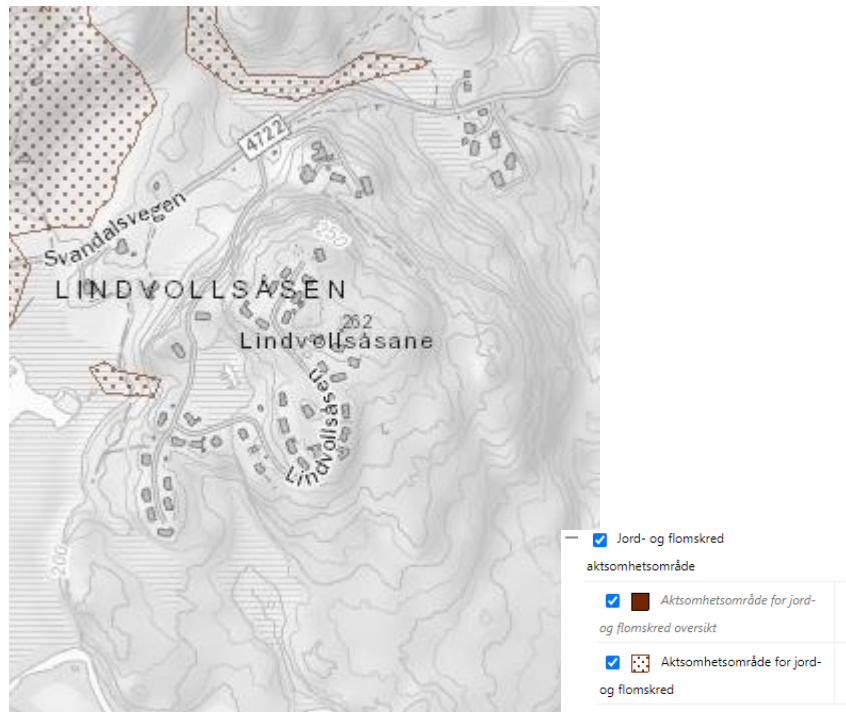 4722
Svandalsvegen
250
LINDVOLLSÅSEN
262
Lindvollsåsane
Lindvollsåsen
200
Jord- og flomskred
aktsomhetsområde
Aktsomhetsområde for jord-
og flomskred oversikt
Aktsomhetsområde for jord-
og flomskred